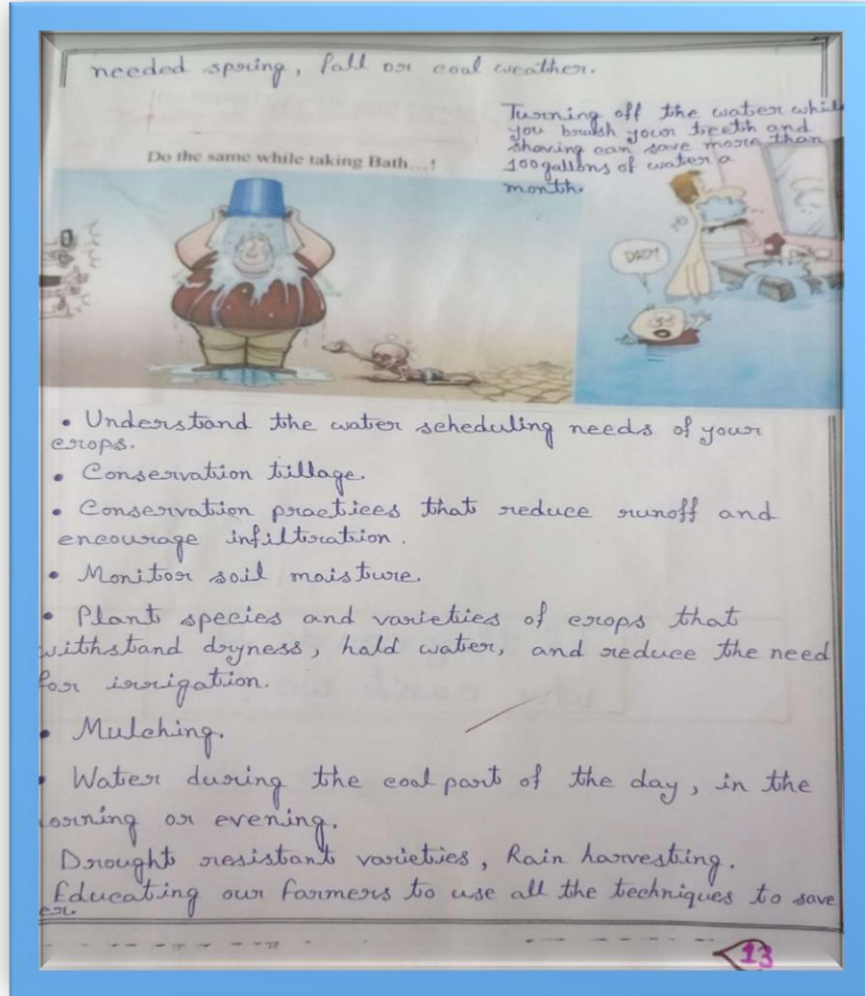 needed spring, fall or cool weather.
Turning off the water while
you brush your teeth and
shaving can save more than
100 gallons of water a
month.
Do the same while taking Bath...!
DAD!!
• Understand the water scheduling needs of your
crops.
• Conservation tillage.
• Conservation practices that reduce runoff and
encourage infiltration.
• Monitor soil moisture.
• Plant species and varieties of crops that
withstand dryness, hold water, and reduce the need
for irrigation.
• Mulching.
• Water during the cool part of the day, in the
orning or evening.
Drought resistant varieties, Rain harvesting.
Educating our farmers to use all the techniques to save
13